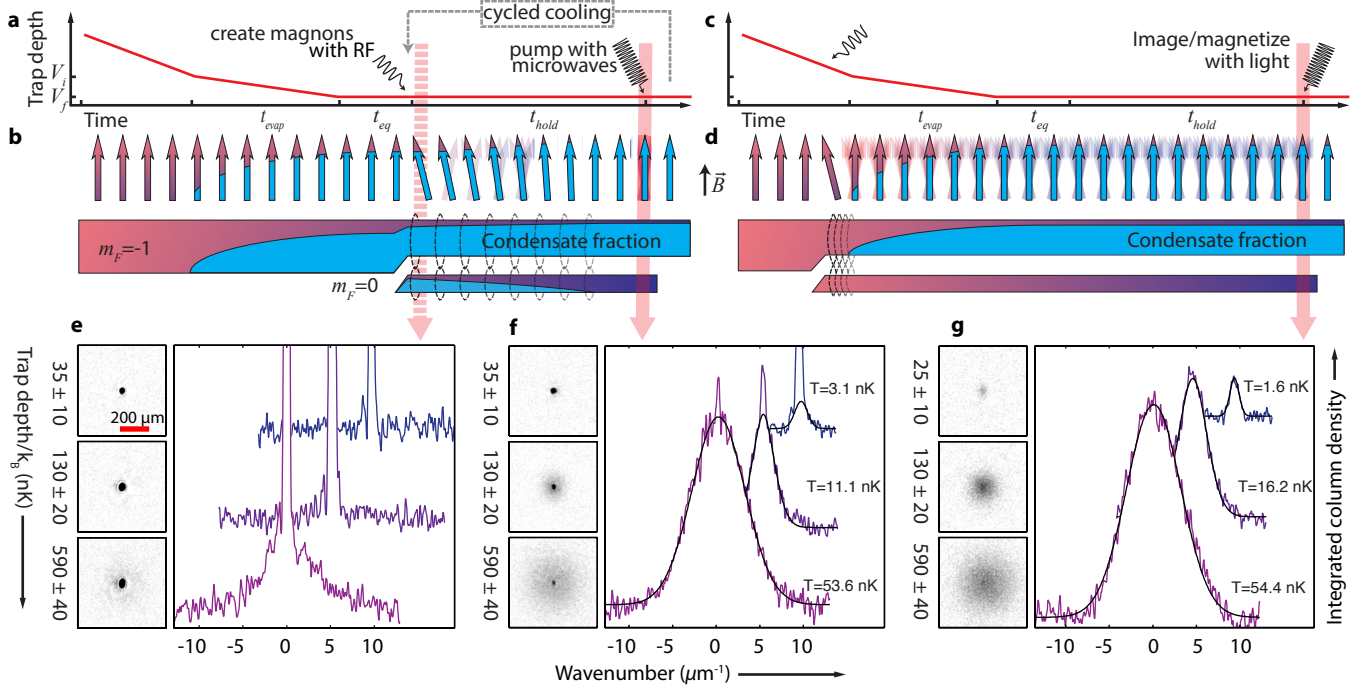 a
cycled cooling
create magnons
with RF
pump with
microwaves
Trap depth
V_i
V_f
Time
t_evap
t_eq
t_hold
b
m_F=-1
Condensate fraction
m_F=0
c
Image/magnetize
with light
d
t_evap
t_eq
t_hold
B
Condensate fraction
e
Trap depth/k_B (nK)
35 ± 10
200 µm
130 ± 20
590 ± 40
-10
-5
0
5
10
f
35 ± 10
130 ± 20
590 ± 40
T=3.1 nK
T=11.1 nK
T=53.6 nK
-10
-5
0
5
10
g
25 ± 10
130 ± 20
590 ± 40
T=1.6 nK
T=16.2 nK
T=54.4 nK
-10
-5
0
5
10
Integrated column density
Wavenumber (µm⁻¹)